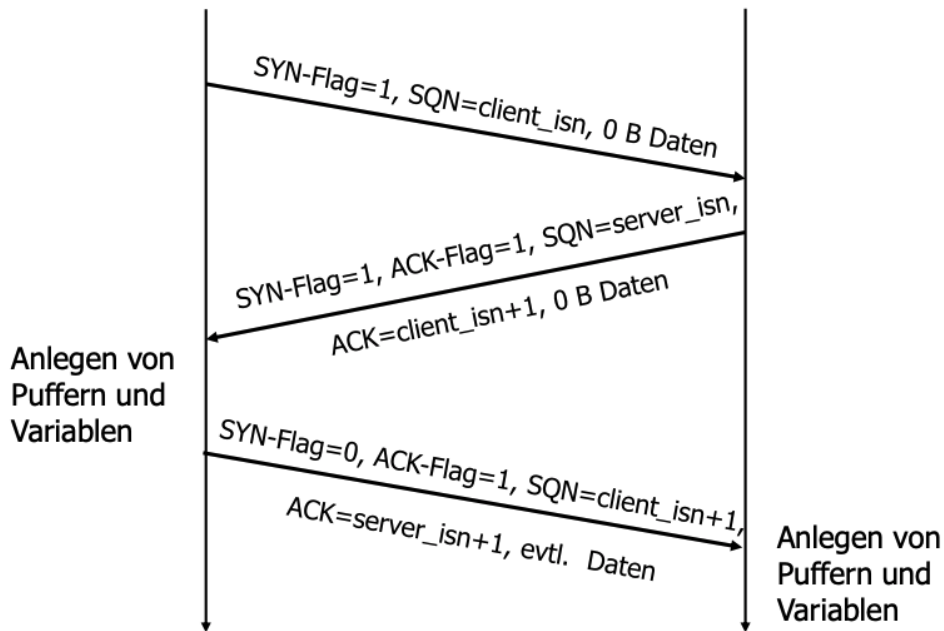 SYN-Flag=1, SQN=client_isn, 0 B Daten
SYN-Flag=1, ACK-Flag=1, SQN=server_isn,
ACK=client_isn+1, 0 B Daten
Anlegen von
Puffern und
Variablen
SYN-Flag=0, ACK-Flag=1, SQN=client_isn+1,
ACK=server_isn+1, evtl. Daten
Anlegen von
Puffern und
Variablen